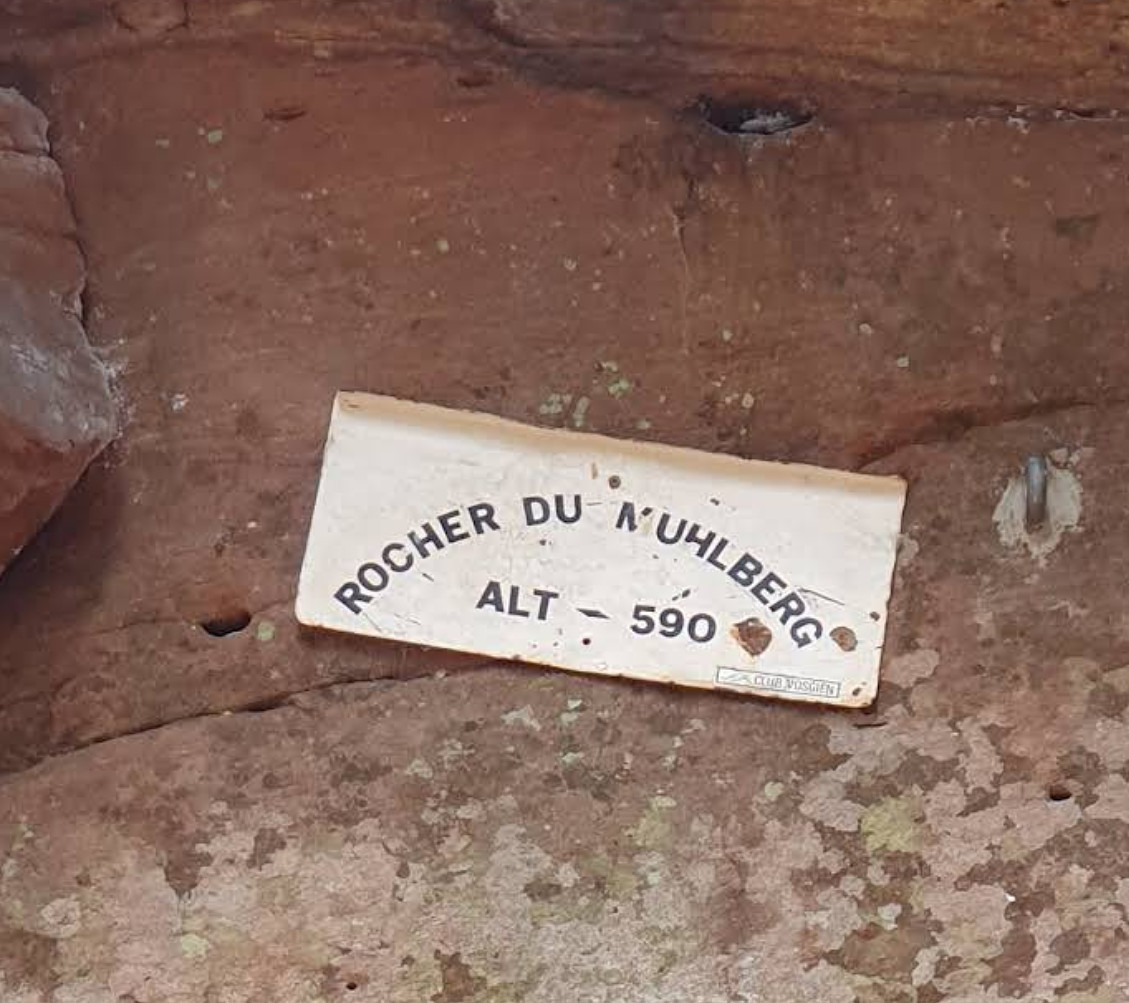 ROCHER DU MUHLBERG
ALT - 590
CLUB VOSGIEN